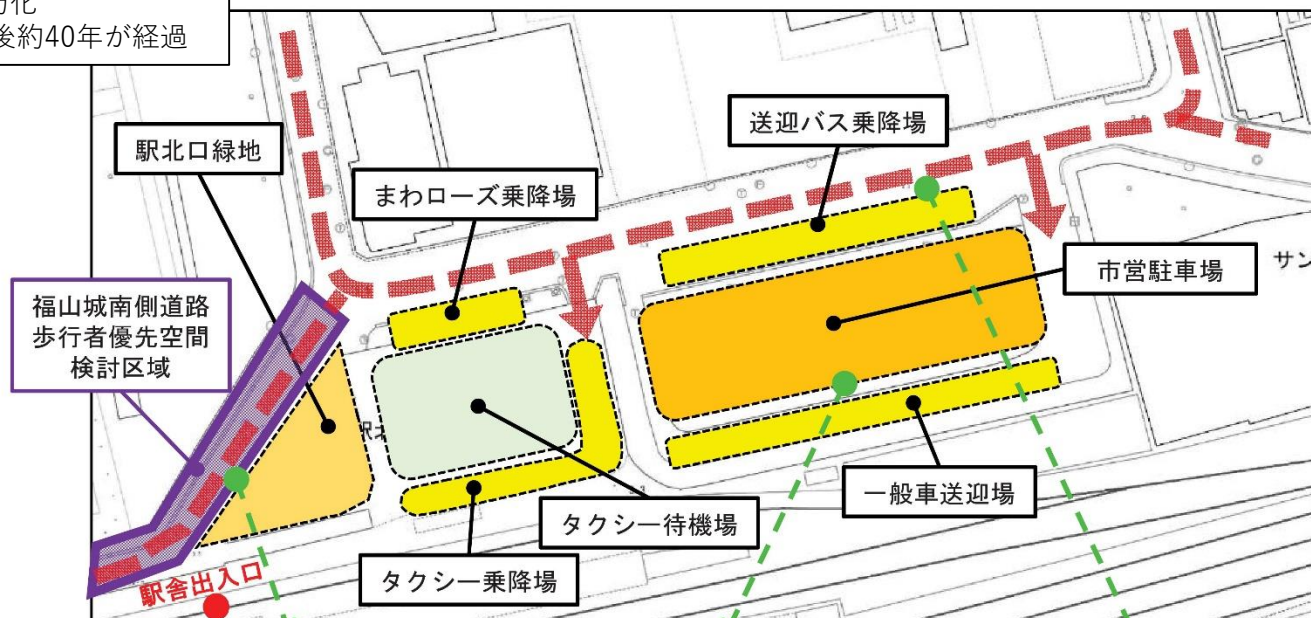 後約40年が経過
送迎バス乗降場
駅北口緑地
まわローズ乗降場
サン
市営駐車場
福山城南側道路
歩行者優先空間
検討区域
駅北
一般車送迎場
タクシー待機場
タクシー乗降場
駅舎出入口